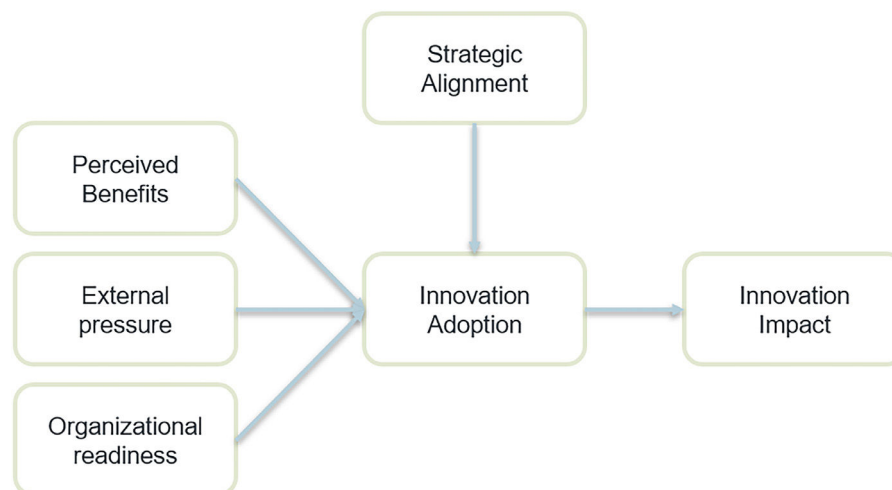 Strategic
Alignment
Perceived
Benefits
External
pressure
Innovation
Adoption
Innovation
Impact
Organizational
readiness